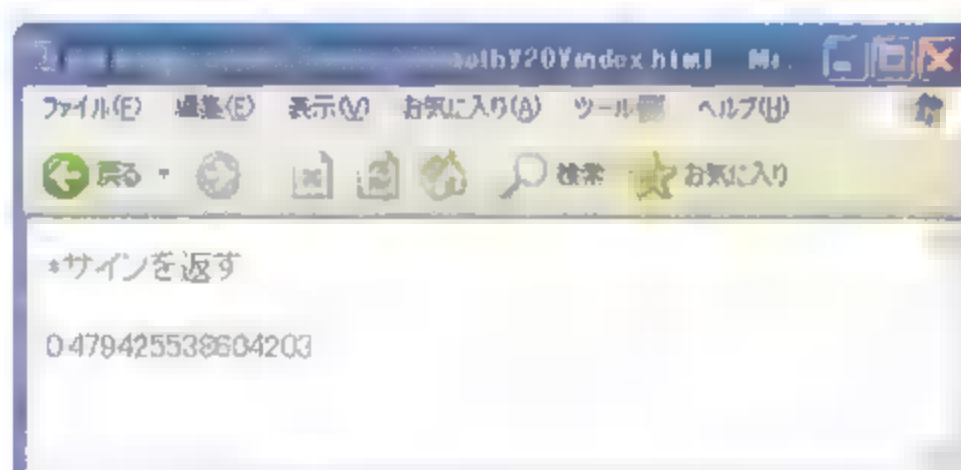 index.html
ファイル(F) 編集(E) 表示(V) お気に入り(A) ツール ヘルプ(H)
戻る 検索 お気に入り
*サインを返す
0.479425538604203